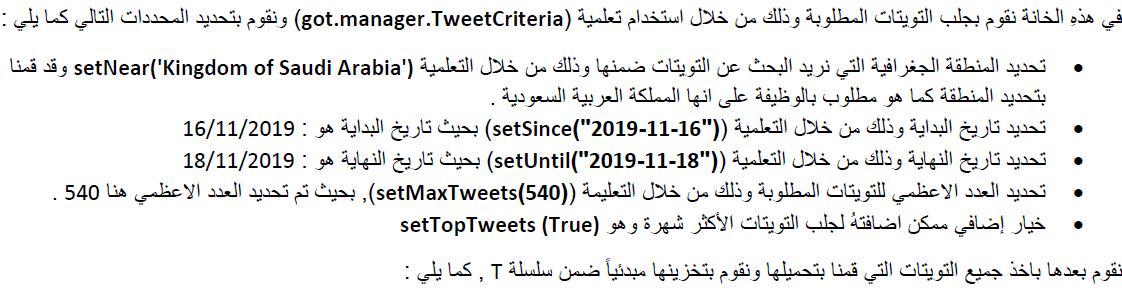 في هذهِ الخانة نقوم بجلب التويتات المطلوبة وذلك من خلال استخدام تعلمية (got.manager.TweetCriteria) ونقوم بتحديد المحددات التالي كما يلي :
• تحديد المنطقة الجغرافية التي نريد البحث عن التويتات ضمنها وذلك من خلال التعلمية setNear('Kingdom of Saudi Arabia') وقد قمنا
بتحديد المنطقة كما هو مطلوب بالوظيفة على انها المملكة العربية السعودية .
• تحديد تاريخ البداية وذلك من خلال التعلمية (setSince("2019-11-16")) بحيث تاريخ البداية هو : 16/11/2019
• تحديد تاريخ النهاية وذلك من خلال التعلمية (setUntil("2019-11-18")) بحيث تاريخ النهاية هو : 18/11/2019
• تحديد العدد الاعظمي للتويتات المطلوبة وذلك من خلال التعليمة (setMaxTweets(540)), بحيث تم تحديد العدد الاعظمي هنا 540 .
• خيار إضافي ممكن اضافتهُ لجلب التويتات الأكثر شهرة وهو setTopTweets (True)
نقوم بعدها باخذ جميع التويتات التي قمنا بتحميلها ونقوم بتخزينها مبدئياً ضمن سلسلة T , كما يلي :